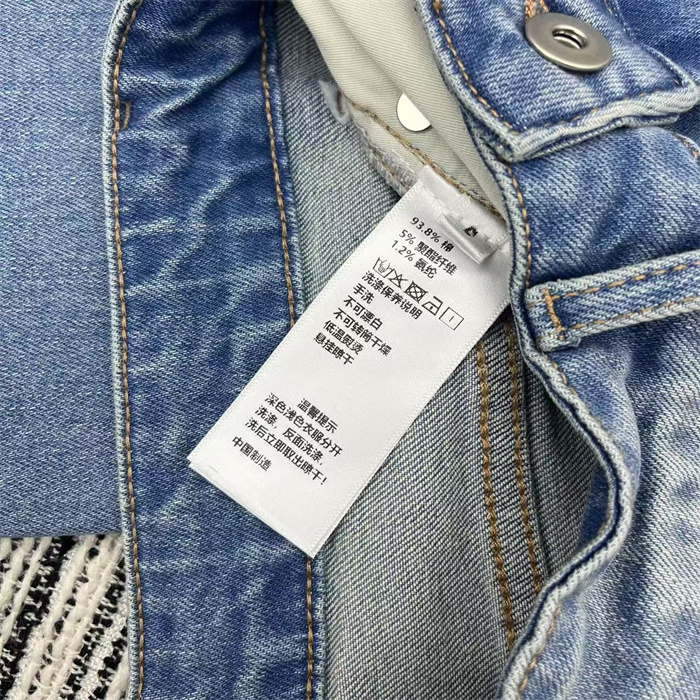 93.8% 棉
5% 聚酯纤维
1.2% 氨纶
洗涤保养说明
手洗
不可漂白
不可转筒干燥
低温熨烫
悬挂晾干
温馨提示
深色浅色衣服分开
洗涤，反面洗涤，
洗后立即取出晾干！
中国制造